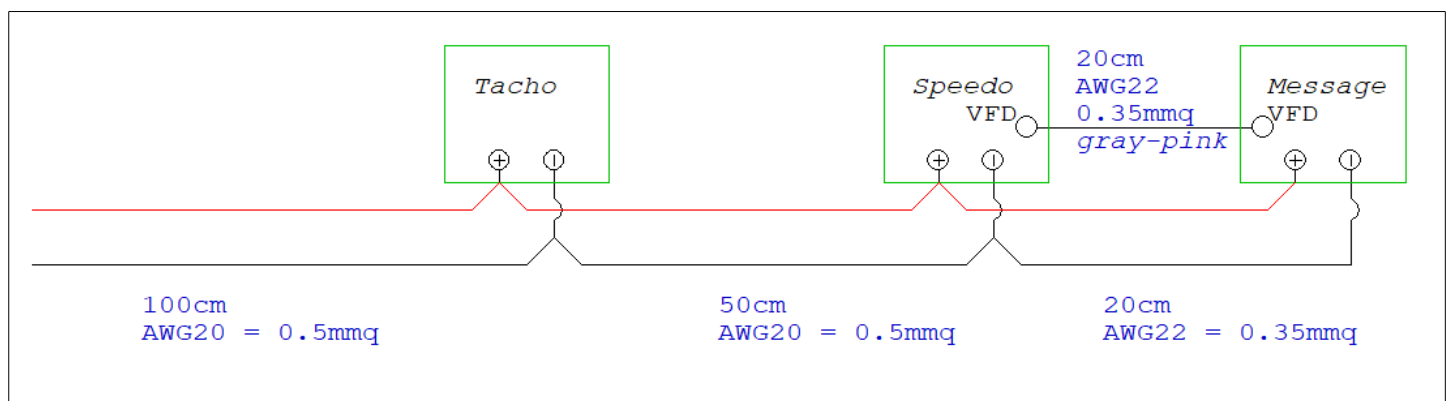 Tacho
Speedo
VFD
20cm
AWG22
0.35mmq
gray-pink
Message
VFD
100cm
AWG20 = 0.5mmq
50cm
AWG20 = 0.5mmq
20cm
AWG22 = 0.35mmq